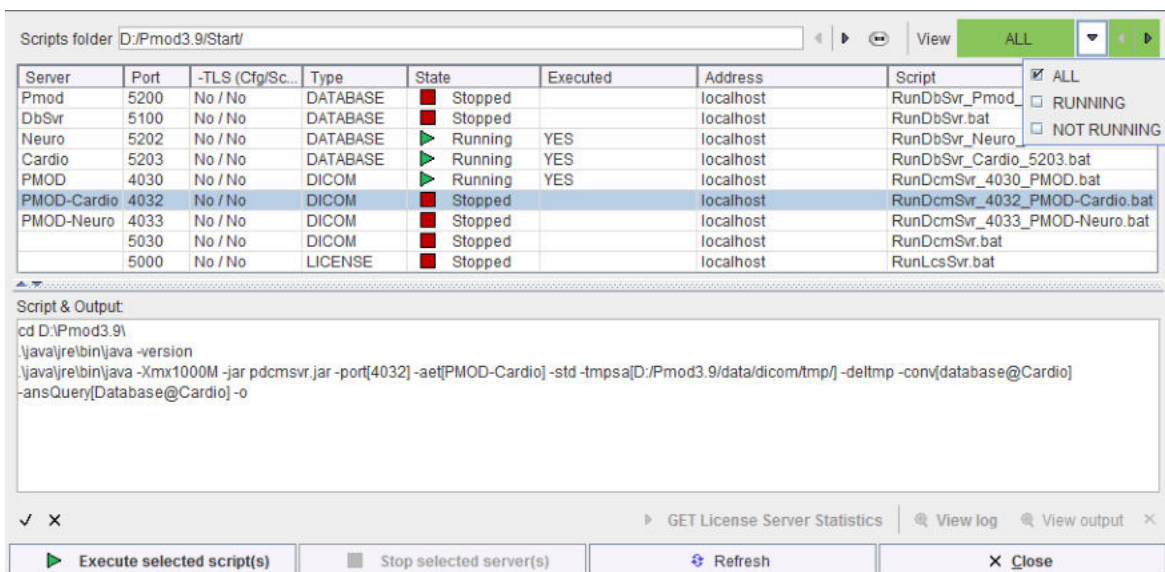 Scripts folder D:/Pmod3.9/Start/ View ALL
Server Port -TLS (Cfg/Sc... Type State Executed Address Script
ALL
RUNNING
NOT RUNNING
Pmod 5200 No / No DATABASE Stopped localhost RunDbSvr_Pmod_
DbSvr 5100 No / No DATABASE Stopped localhost RunDbSvr.bat
Neuro 5202 No / No DATABASE Running YES localhost RunDbSvr_Neuro_
Cardio 5203 No / No DATABASE Running YES localhost RunDbSvr_Cardio_5203.bat
PMOD 4030 No / No DICOM Running YES localhost RunDcmSvr_4030_PMOD.bat
PMOD-Cardio 4032 No / No DICOM Stopped localhost RunDcmSvr_4032_PMOD-Cardio.bat
PMOD-Neuro 4033 No / No DICOM Stopped localhost RunDcmSvr_4033_PMOD-Neuro.bat
5030 No / No DICOM Stopped localhost RunDcmSvr.bat
5000 No / No LICENSE Stopped localhost RunLcsSvr.bat
Script & Output:
cd D:\Pmod3.9\
.\java\jre\bin\java -version
.\java\jre\bin\java -Xmx1000M -jar pdcmsvr.jar -port[4032] -aet[PMOD-Cardio] -std -tmpsa[D:/Pmod3.9/data/dicom/tmp/] -deltmp -conv[database@Cardio]
-ansQuery[Database@Cardio] -o
GET License Server Statistics View log View output
Execute selected script(s) Stop selected server(s) Refresh Close